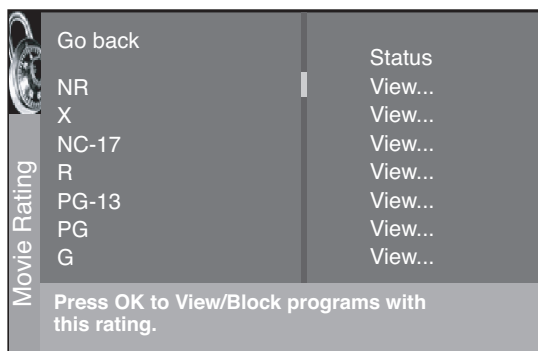 Go back
Status
NR View...
X View...
NC-17 View...
R View...
PG-13 View...
PG View...
G View...
Movie Rating
Press OK to View/Block programs with
this rating.